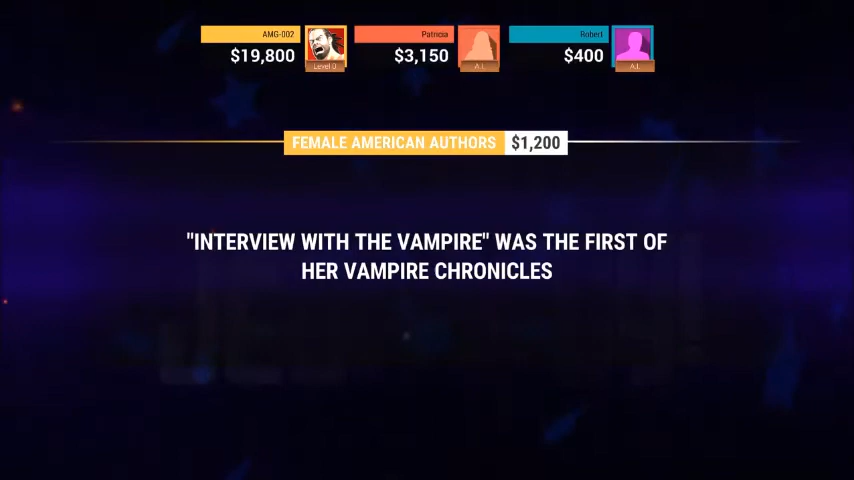 AMG-002
$19,800
Level 0
Patricia
$3,150
A.I.
Robert
$400
A.I.
FEMALE AMERICAN AUTHORS $1,200
"INTERVIEW WITH THE VAMPIRE" WAS THE FIRST OF
HER VAMPIRE CHRONICLES